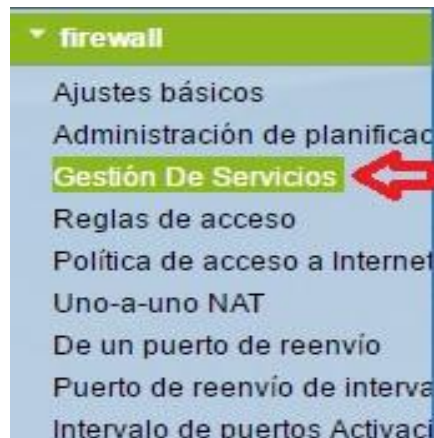 firewall
Ajustes básicos
Administración de planificac
Gestión De Servicios
Reglas de acceso
Política de acceso a Internet
Uno-a-uno NAT
De un puerto de reenvío
Puerto de reenvío de interva
Intervalo de puertos Activaci